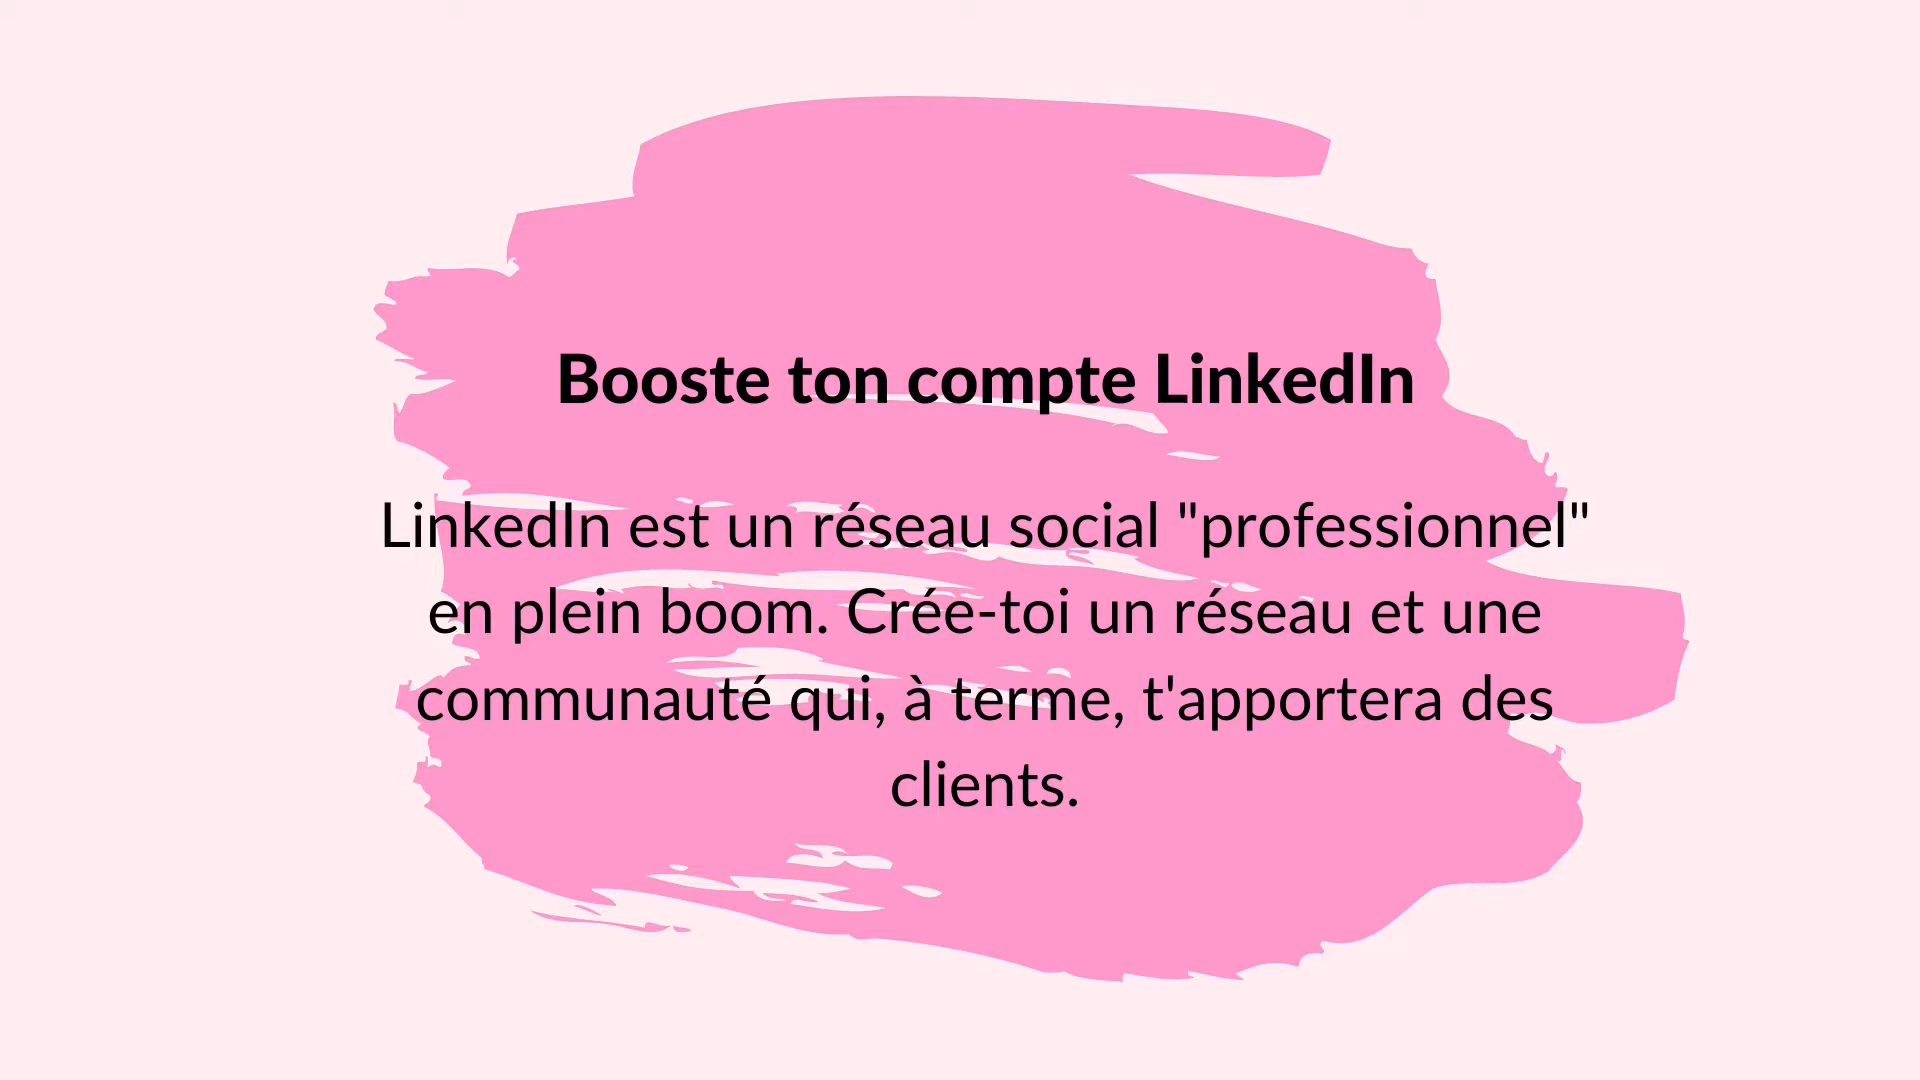 Booste ton compte LinkedIn
LinkedIn est un réseau social "professionnel"
en plein boom. Crée-toi un réseau et une
communauté qui, à terme, t'apportera des
clients.